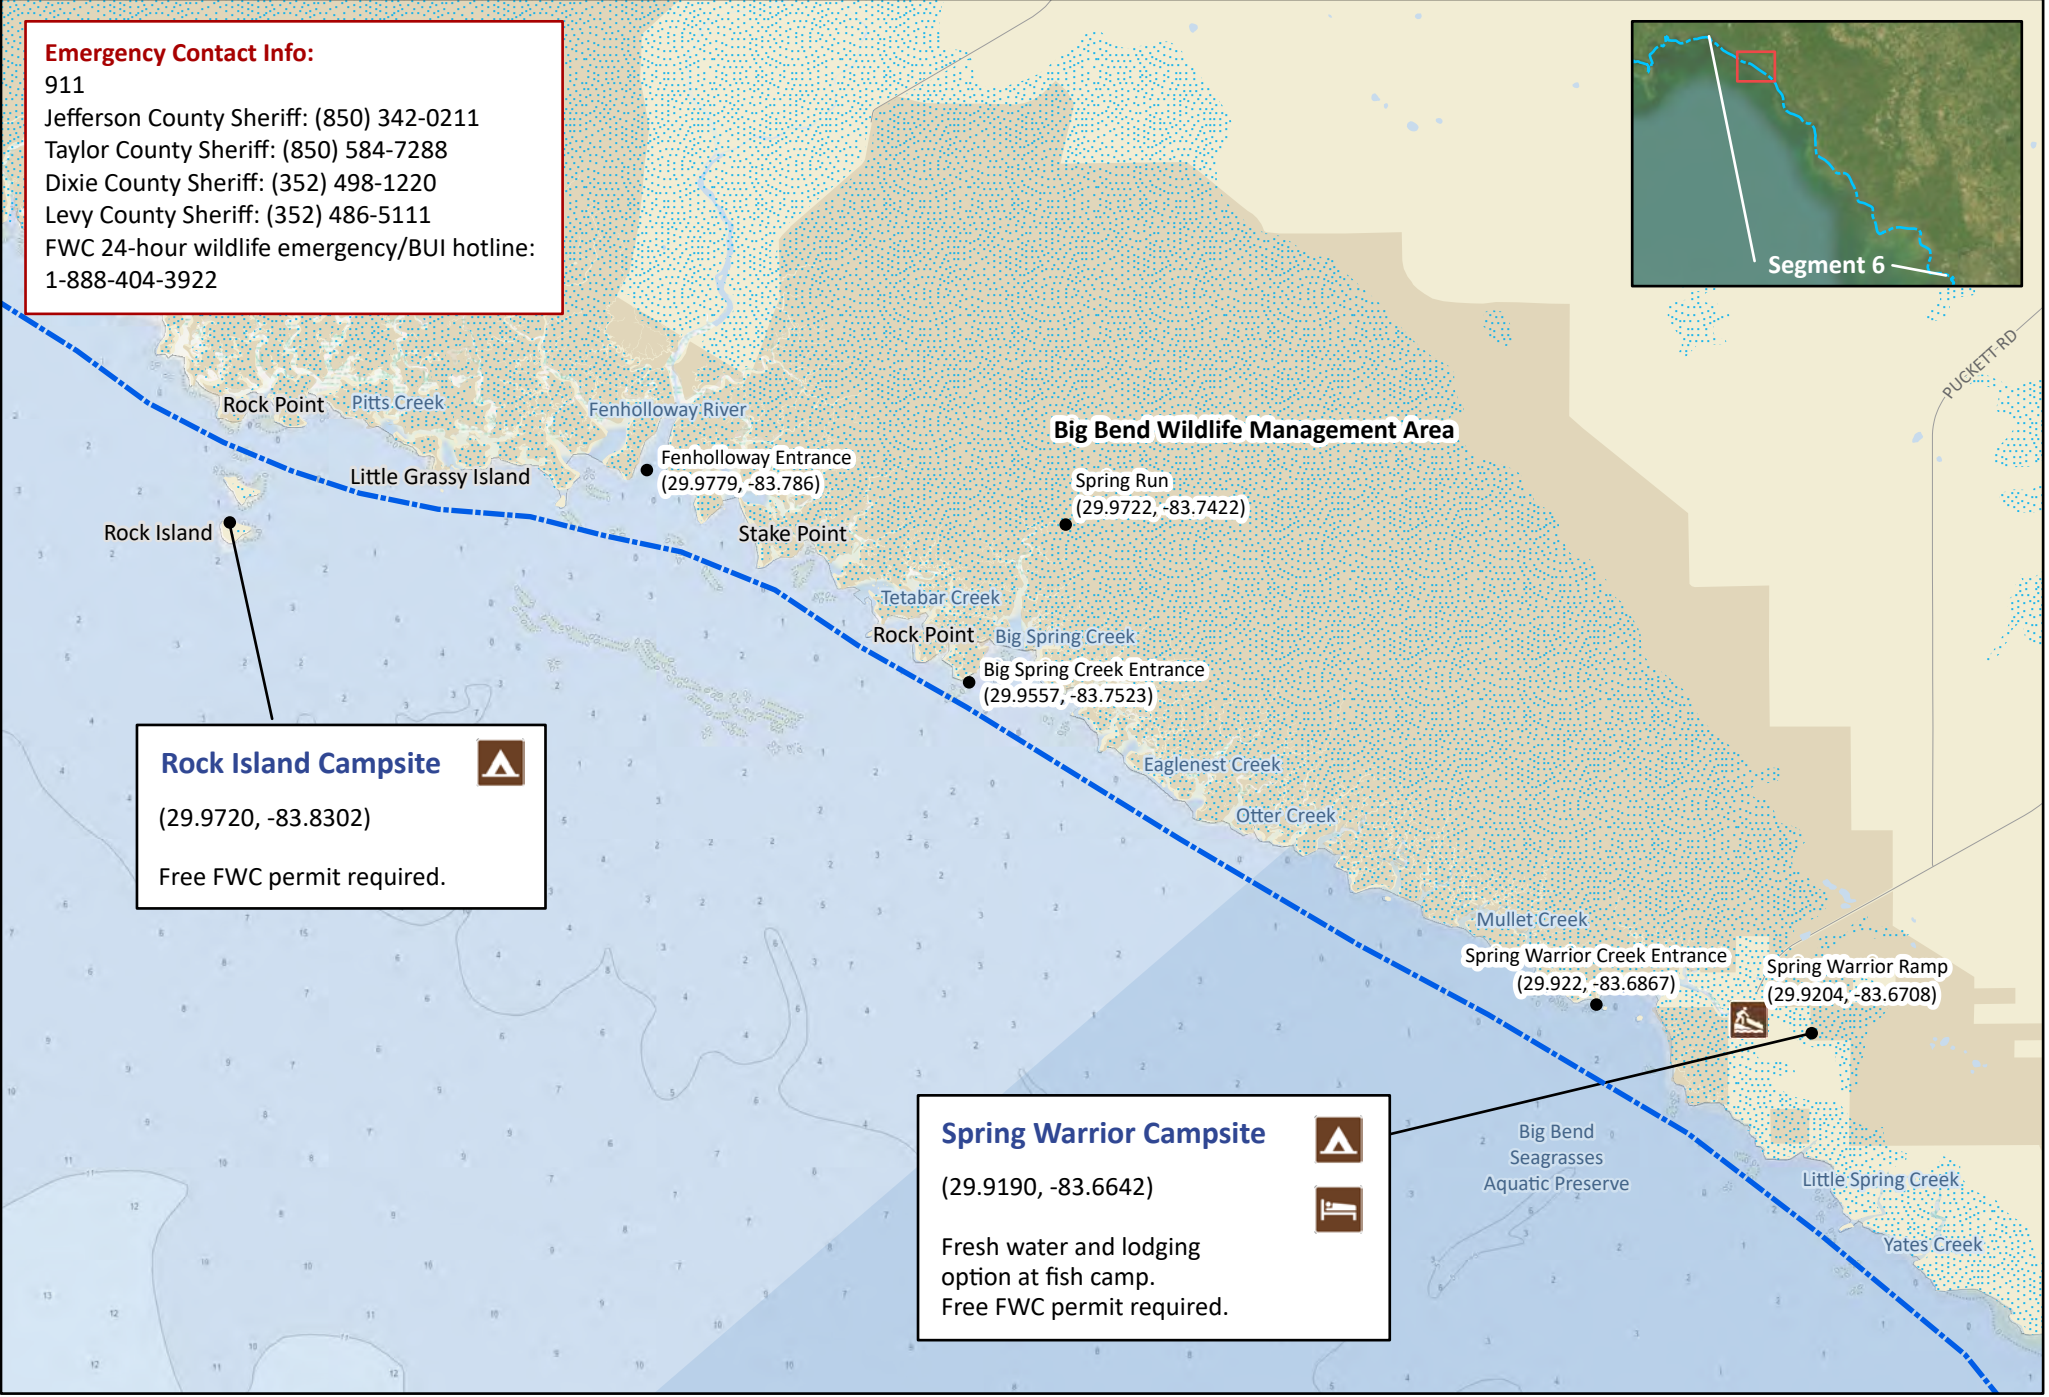 Emergency Contact Info:
911
Jefferson County Sheriff: (850) 342-0211
Taylor County Sheriff: (850) 584-7288
Dixie County Sheriff: (352) 498-1220
Levy County Sheriff: (352) 486-5111
FWC 24-hour wildlife emergency/BUI hotline:
1-888-404-3922
Segment 6
PUCKETT RD
Rock Point
Pitts Creek
Fenholloway River
Big Bend Wildlife Management Area
Fenholloway Entrance
(29.9779, -83.786)
Little Grassy Island
Spring Run
(29.9722, -83.7422)
Rock Island
Stake Point
Tetabar Creek
Rock Point
Big Spring Creek
Big Spring Creek Entrance
(29.9557, -83.7523)
Rock Island Campsite
(29.9720, -83.8302)
Free FWC permit required.
Eaglenest Creek
Otter Creek
Mullet Creek
Spring Warrior Creek Entrance
(29.922, -83.6867)
Spring Warrior Ramp
(29.9204, -83.6708)
Spring Warrior Campsite
(29.9190, -83.6642)
Fresh water and lodging
option at fish camp.
Free FWC permit required.
Big Bend
Seagrasses
Aquatic Preserve
Little Spring Creek
Yates Creek